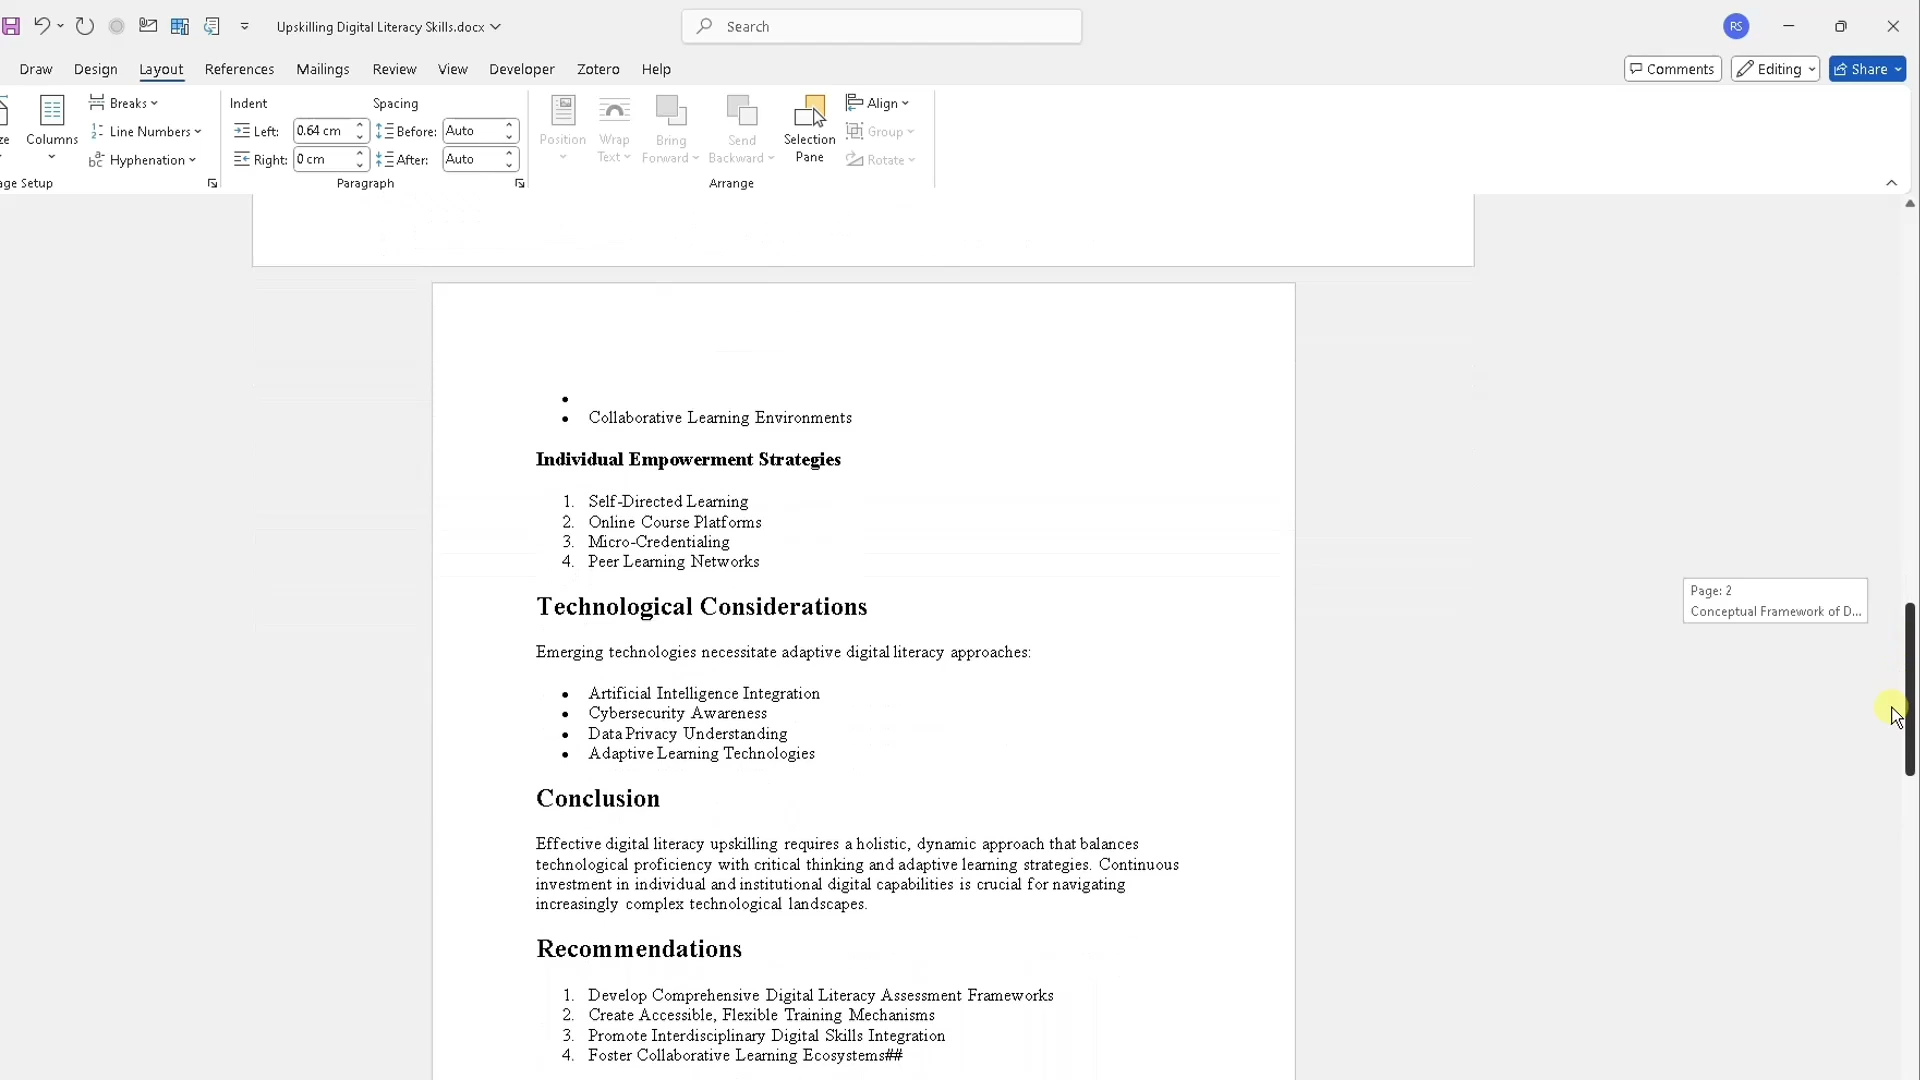 Upskilling Digital Literacy Skills.docx
Search
RS
Draw Design Layout References Mailings Review View Developer Zotero Help
Comments Editing Share
Breaks
Indent Spacing
Columns
Line Numbers
Left: 0.64 cm Before: Auto
Position Wrap Text Bring Forward Send Backward Selection Pane
Align
Group
Hyphenation
Right: 0 cm After: Auto
Rotate
age Setup Paragraph Arrange
• Collaborative Learning Environments
Individual Empowerment Strategies
1. Self-Directed Learning
2. Online Course Platforms
3. Micro-Credentialing
4. Peer Learning Networks
Page: 2
Conceptual Framework of D...
Technological Considerations
Emerging technologies necessitate adaptive digital literacy approaches:
• Artificial Intelligence Integration
• Cybersecurity Awareness
• Data Privacy Understanding
• Adaptive Learning Technologies
Conclusion
Effective digital literacy upskilling requires a holistic, dynamic approach that balances
technological proficiency with critical thinking and adaptive learning strategies. Continuous
investment in individual and institutional digital capabilities is crucial for navigating
increasingly complex technological landscapes.
Recommendations
1. Develop Comprehensive Digital Literacy Assessment Frameworks
2. Create Accessible, Flexible Training Mechanisms
3. Promote Interdisciplinary Digital Skills Integration
4. Foster Collaborative Learning Ecosystems##